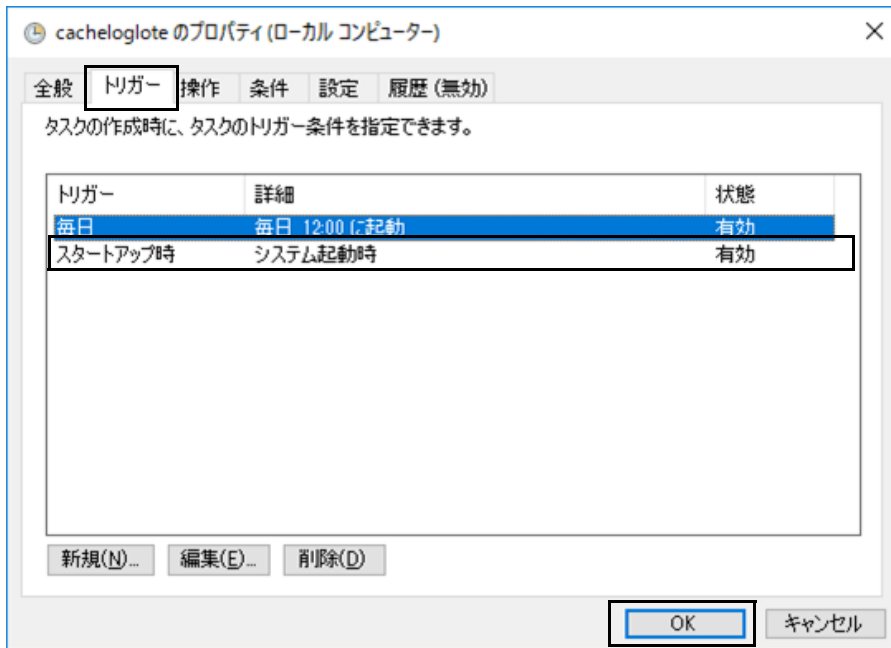 cacheloglote のプロパティ (ローカル コンピューター)
全般 トリガー 操作 条件 設定 履歴 (無効)
タスクの作成時に、タスクのトリガー条件を指定できます。
トリガー 詳細 状態
毎日 毎日 12:00 に起動 有効
スタートアップ時 システム起動時 有効
新規(N)... 編集(E)... 削除(D)
OK キャンセル